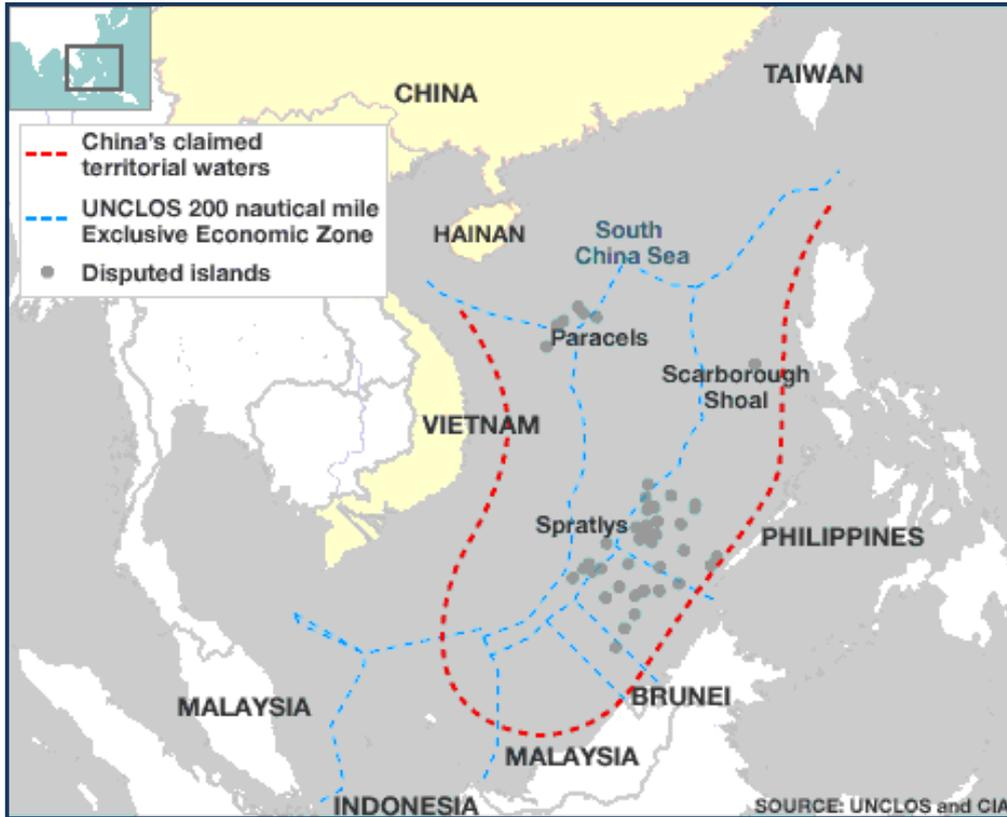 CHINA
TAIWAN
China's claimed
territorial waters
UNCLOS 200 nautical mile
Exclusive Economic Zone
Disputed islands
HAINAN
South
China Sea
Paracels
Scarborough
Shoal
VIETNAM
Spratlys
PHILIPPINES
MALAYSIA
BRUNEI
MALAYSIA
INDONESIA
SOURCE: UNCLOS and CIA